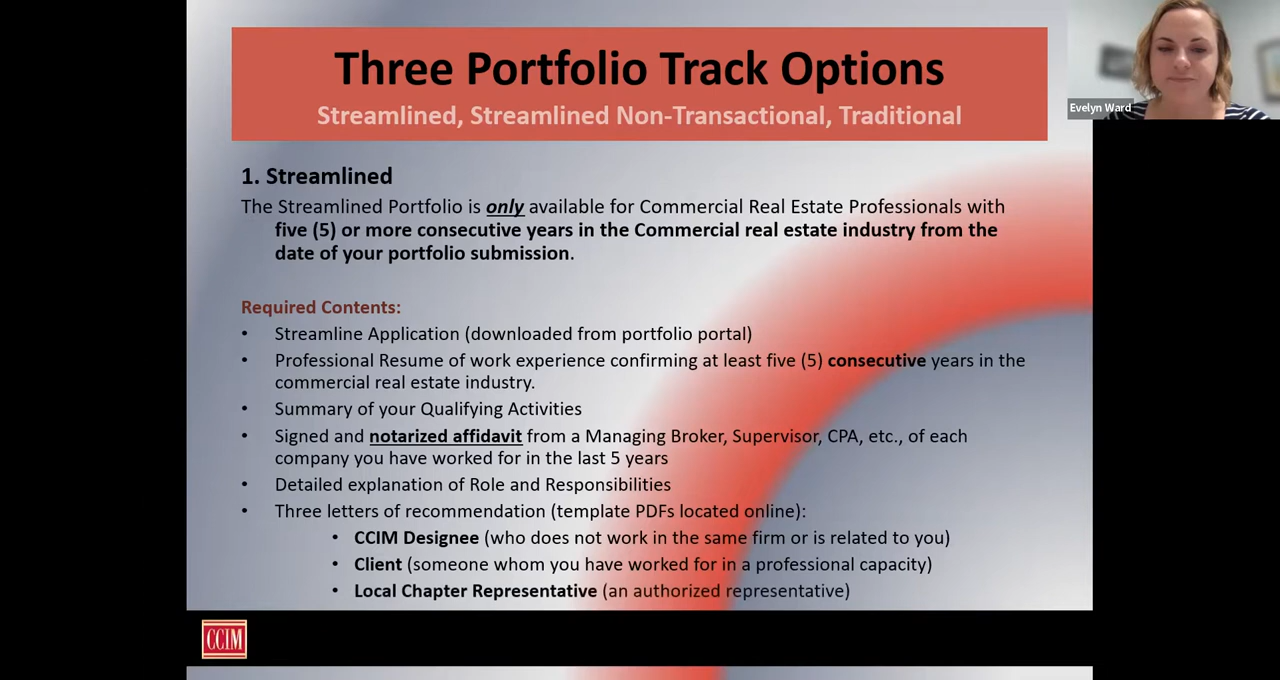 Three Portfolio Track Options
Streamlined, Streamlined Non-Transactional, Traditional
Evelyn Ward
1. Streamlined
The Streamlined Portfolio is only available for Commercial Real Estate Professionals with
five (5) or more consecutive years in the Commercial real estate industry from the
date of your portfolio submission.
Required Contents:
• Streamline Application (downloaded from portfolio portal)
• Professional Resume of work experience confirming at least five (5) consecutive years in the
commercial real estate industry.
• Summary of your Qualifying Activities
• Signed and notarized affidavit from a Managing Broker, Supervisor, CPA, etc., of each
company you have worked for in the last 5 years
• Detailed explanation of Role and Responsibilities
• Three letters of recommendation (template PDFs located online):
• CCIM Designee (who does not work in the same firm or is related to you)
• Client (someone whom you have worked for in a professional capacity)
• Local Chapter Representative (an authorized representative)
CCIM